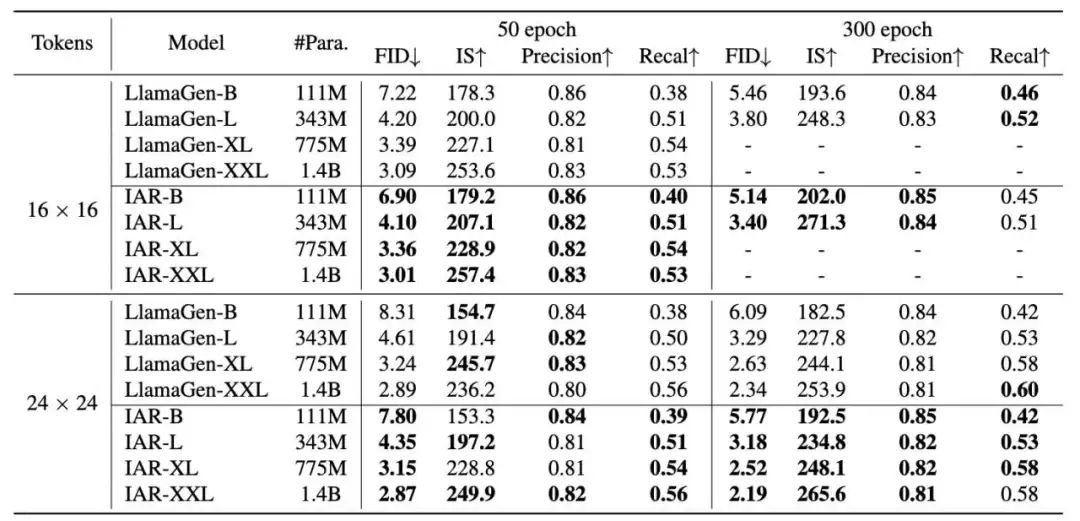 Tokens Model #Para. 50 epoch 300 epoch
FID↓ IS↑ Precision↑ Recal↑ FID↓ IS↑ Precision↑ Recal↑
16 × 16
LlamaGen-B 111M 7.22 178.3 0.86 0.38 5.46 193.6 0.84 0.46
LlamaGen-L 343M 4.20 200.0 0.82 0.51 3.80 248.3 0.83 0.52
LlamaGen-XL 775M 3.39 227.1 0.81 0.54 - - - -
LlamaGen-XXL 1.4B 3.09 253.6 0.83 0.53 - - - -
IAR-B 111M 6.90 179.2 0.86 0.40 5.14 202.0 0.85 0.45
IAR-L 343M 4.10 207.1 0.82 0.51 3.40 271.3 0.84 0.51
IAR-XL 775M 3.36 228.9 0.82 0.54 - - - -
IAR-XXL 1.4B 3.01 257.4 0.83 0.53 - - - -
24 × 24
LlamaGen-B 111M 8.31 154.7 0.84 0.38 6.09 182.5 0.84 0.42
LlamaGen-L 343M 4.61 191.4 0.82 0.50 3.29 227.8 0.82 0.53
LlamaGen-XL 775M 3.24 245.7 0.83 0.53 2.63 244.1 0.81 0.58
LlamaGen-XXL 1.4B 2.89 236.2 0.80 0.56 2.34 253.9 0.81 0.60
IAR-B 111M 7.80 153.3 0.84 0.39 5.77 192.5 0.85 0.42
IAR-L 343M 4.35 197.2 0.81 0.51 3.18 234.8 0.82 0.53
IAR-XL 775M 3.15 228.8 0.81 0.54 2.52 248.1 0.82 0.58
IAR-XXL 1.4B 2.87 249.9 0.82 0.56 2.19 265.6 0.81 0.58